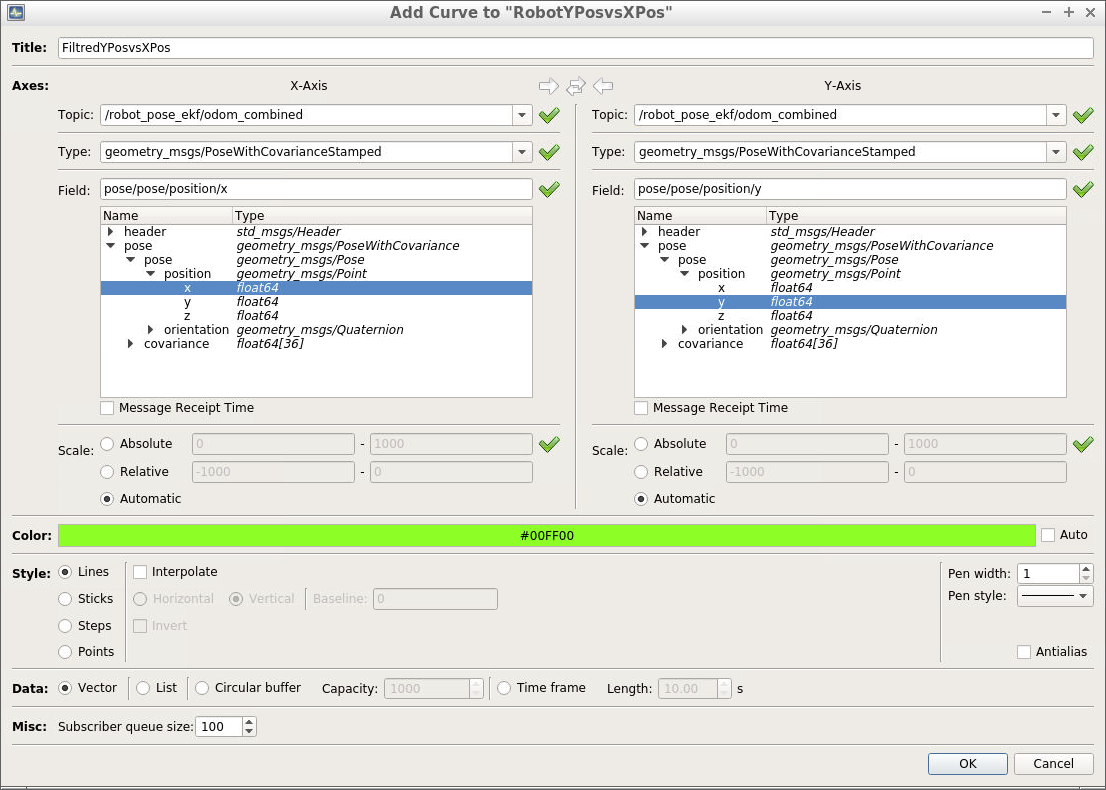 Add Curve to "RobotYPosvsXPos"
Title: FiltredYPosvsXPos
Axes: X-Axis Y-Axis
Topic: /robot_pose_ekf/odom_combined Topic: /robot_pose_ekf/odom_combined
Type: geometry_msgs/PoseWithCovarianceStamped Type: geometry_msgs/PoseWithCovarianceStamped
Field: pose/pose/position/x Field: pose/pose/position/y
Name Type Name Type
header std_msgs/Header header std_msgs/Header
pose geometry_msgs/PoseWithCovariance pose geometry_msgs/PoseWithCovariance
pose geometry_msgs/Pose pose geometry_msgs/Pose
position geometry_msgs/Point position geometry_msgs/Point
x float64 x float64
y float64 y float64
z float64 z float64
orientation geometry_msgs/Quaternion orientation geometry_msgs/Quaternion
covariance float64[36] covariance float64[36]
Message Receipt Time Message Receipt Time
Scale: Absolute 0 - 1000 Scale: Absolute 0 - 1000
Relative -1000 - 0 Relative -1000 - 0
Automatic Automatic
Color: #00FF00 Auto
Style: Lines Interpolate Pen width: 1
Sticks Horizontal Vertical Baseline: 0 Pen style:
Steps Invert
Points Antialias
Data: Vector List Circular buffer Capacity: 1000 Time frame Length: 10.00 s
Misc: Subscriber queue size: 100
OK Cancel